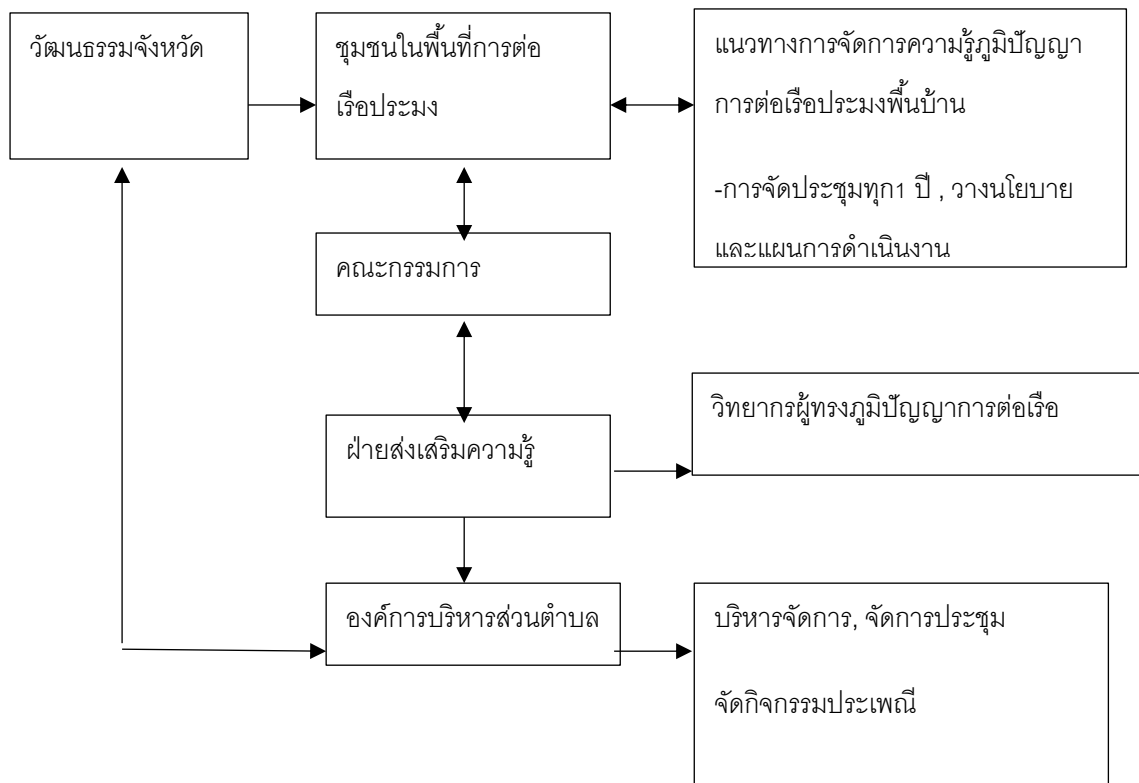 วัฒนธรรมจังหวัด
ชุมชนในพื้นที่การต่อ
เรือประมง
แนวทางการจัดการความรู้ภูมิปัญญา
การต่อเรือประมงพื้นบ้าน
-การจัดประชุมทุก1 ปี , วางนโยบาย
และแผนการดำเนินงาน
คณะกรรมการ
วิทยากรผู้ทรงภูมิปัญญาการต่อเรือ
ฝ่ายส่งเสริมความรู้
องค์การบริหารส่วนตำบล
บริหารจัดการ, จัดการประชุม
จัดกิจกรรมประเพณี